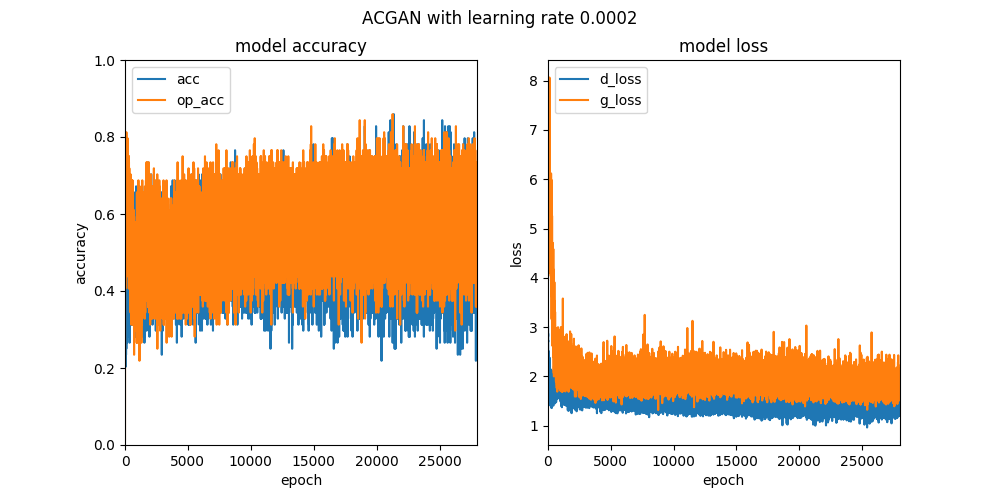 ACGAN with learning rate 0.0002
model accuracy
acc
op_acc
accuracy
1.0
0.8
0.6
0.4
0.2
0.0
0 5000 10000 15000 20000 25000
epoch
model loss
d_loss
g_loss
loss
8
7
6
5
4
3
2
1
0 5000 10000 15000 20000 25000
epoch